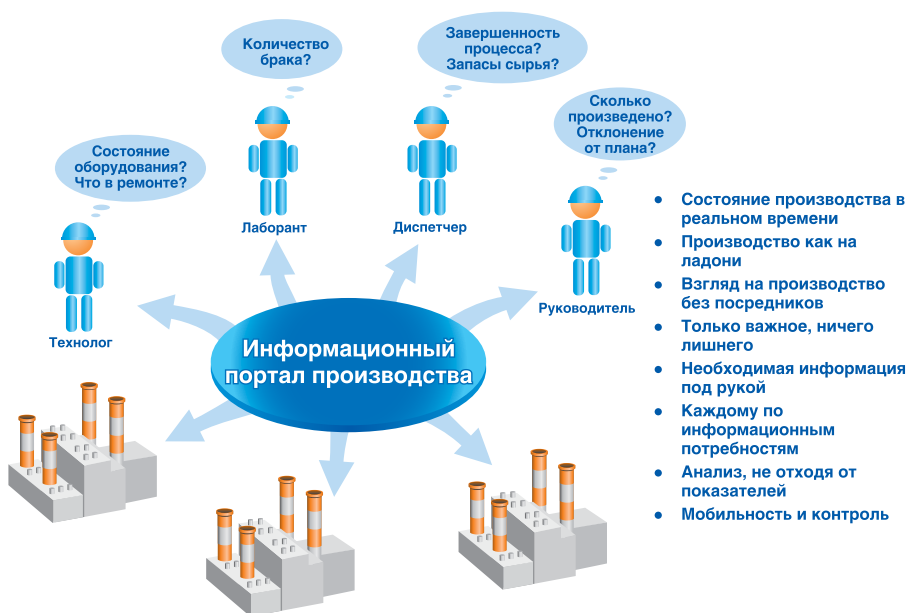 Количество
брака?
Завершенность
процесса?
Запасы сырья?
Сколько
произведено?
Отклонение
от плана?
Состояние
оборудования?
Что в ремонте?
Лаборант
Диспетчер
Руководитель
Технолог
Информационный
портал производства
• Состояние производства в
реальном времени
• Производство как на
ладони
• Взгляд на производство
без посредников
• Только важное, ничего
лишнего
• Необходимая информация
под рукой
• Каждому по
информационным
потребностям
• Анализ, не отходя от
показателей
• Мобильность и контроль